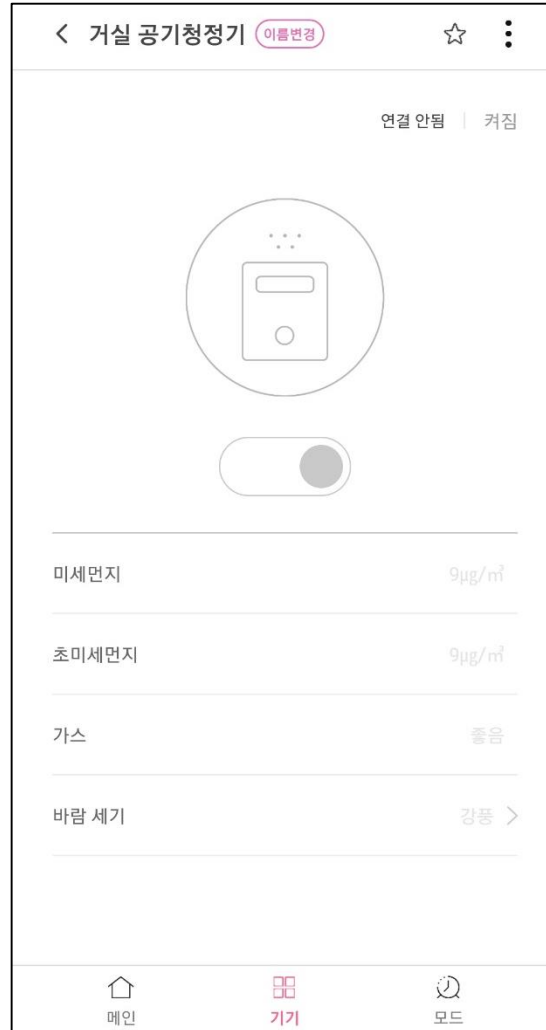 거실 공기청정기 이름변경
연결 안됨 켜짐
미세먼지 9µg/㎥
초미세먼지 9µg/㎥
가스 좋음
바람 세기 강풍
메인 기기 모드